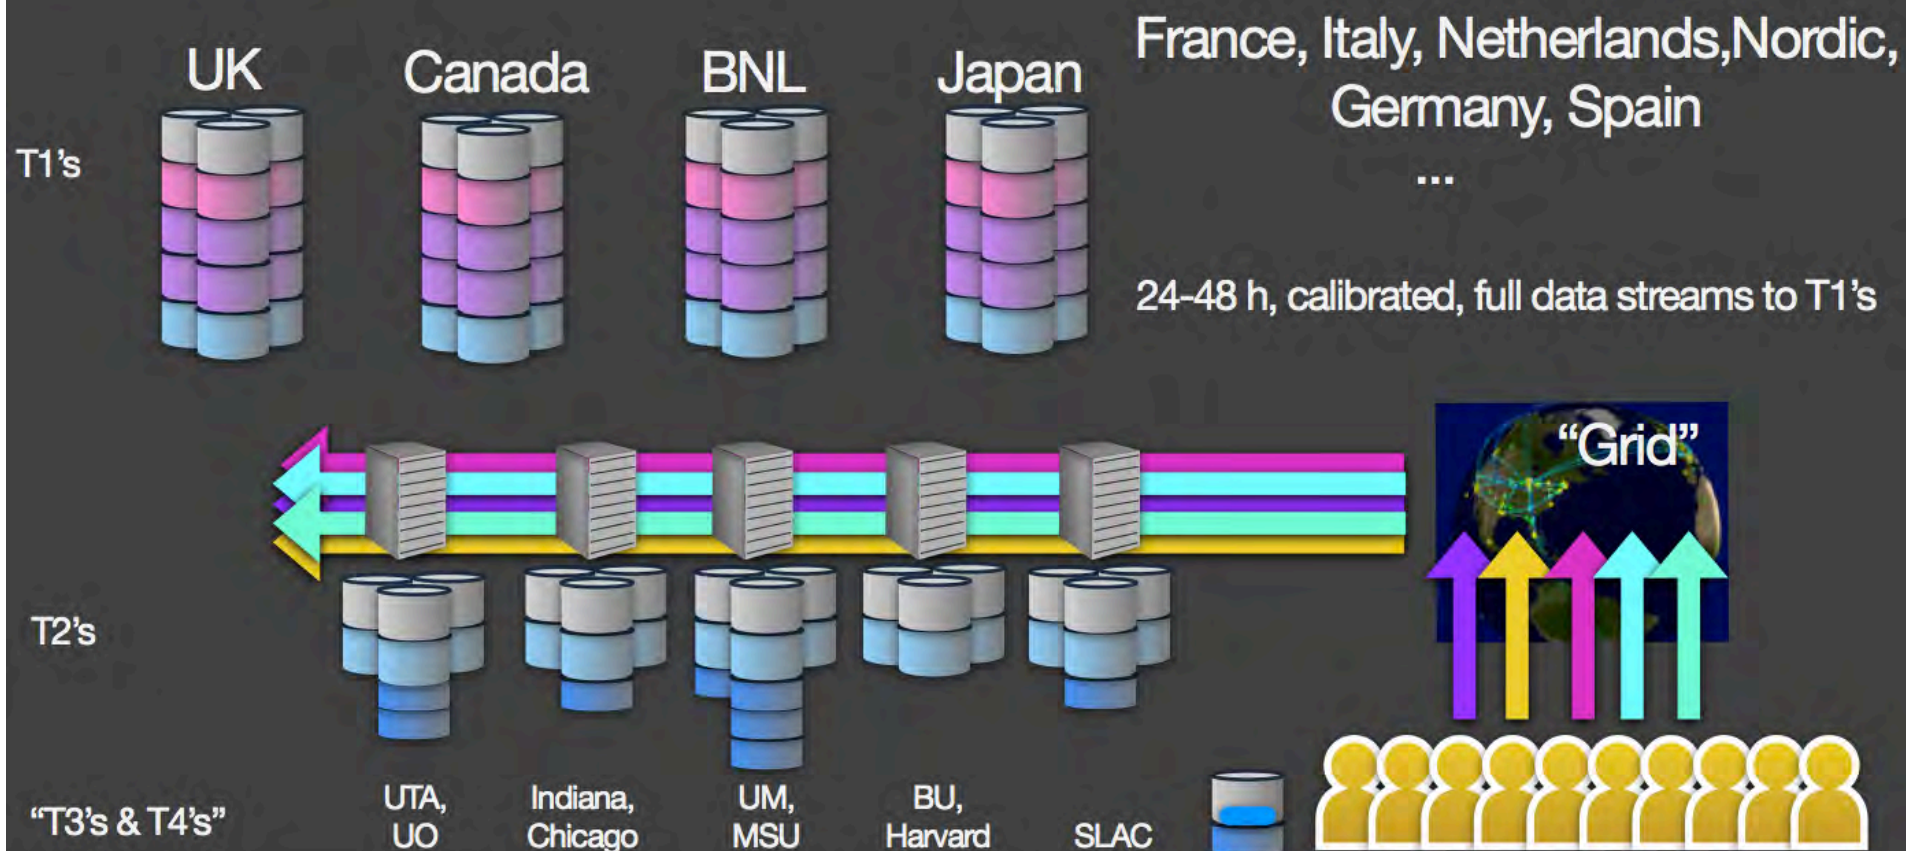 UK
Canada
BNL
Japan
France, Italy, Netherlands,Nordic,
Germany, Spain
...
T1's
24-48 h, calibrated, full data streams to T1's
“Grid”
T2's
“T3's & T4's”
UTA,
UO
Indiana,
Chicago
UM,
MSU
BU,
Harvard
SLAC